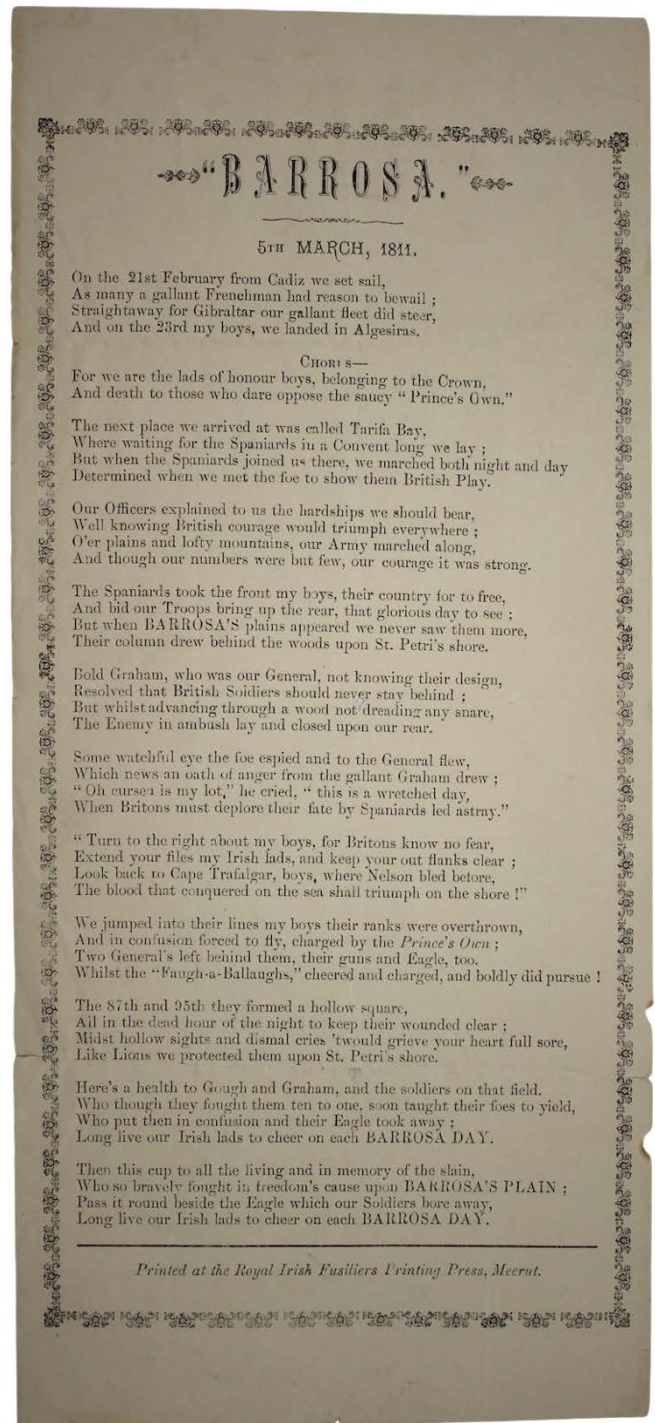 "BARROSA."
5TH MARCH, 1811.
On the 21st February from Cadiz we set sail,
As many a gallant Frenchman had reason to bewail ;
Straightaway for Gibraltar our gallant fleet did steer,
And on the 23rd my boys, we landed in Algesiras.
CHORUS—
For we are the lads of honour boys, belonging to the Crown,
And death to those who dare oppose the saucy "Prince's Own."
The next place we arrived at was called Tarifa Bay,
Where waiting for the Spaniards in a Convent long we lay ;
But when the Spaniards joined us there, we marched both night and day
Determined when we met the foe to show them British Play.
Our Officers explained to us the hardships we should bear,
Well knowing British courage would triumph everywhere ;
O'er plains and lofty mountains, our Army marched along,
And though our numbers were but few, our courage it was strong.
The Spaniards took the front my boys, their country for to free,
And bid our Troops bring up the rear, that glorious day to see ;
But when BARROSA'S plains appeared we never saw them more,
Their column drew behind the woods upon St. Petri's shore.
Bold Graham, who was our General, not knowing their design,
Resolved that British Soldiers should never stay behind ;
But whilst advancing through a wood not dreading any snare,
The Enemy in ambush lay and closed upon our rear.
Some watchful eye the foe espied and to the General flew,
Which news an oath of anger from the gallant Graham drew ;
"Oh cursed is my lot," he cried, "this is a wretched day,
When Britons must deplore their fate by Spaniards led astray."
"Turn to the right about my boys, for Britons know no fear,
Extend your files my Irish lads, and keep your out flanks clear ;
Look back to Cape Trafalgar, boys, where Nelson bled before,
The blood that conquered on the sea shall triumph on the shore !"
We jumped into their lines my boys their ranks were overthrown,
And in confusion forced to fly, charged by the Prince's Own ;
Two General's left behind them, their guns and Eagle, too.
Whilst the "Faugh-a-Ballaughs," cheered and charged, and boldly did pursue !
The 87th and 95th they formed a hollow square,
All in the dead hour of the night to keep their wounded clear ;
Midst hollow sights and dismal cries 'twould grieve your heart full sore,
Like Lions we protected them upon St. Petri's shore.
Here's a health to Gough and Graham, and the soldiers on that field.
Who though they fought them ten to one, soon taught their foes to yield,
Who put then in confusion and their Eagle took away ;
Long live our Irish lads to cheer on each BARROSA DAY.
Then this cup to all the living and in memory of the slain,
Who so bravely fought in freedom's cause upon BARROSA'S PLAIN ;
Pass it round beside the Eagle which our Soldiers bore away,
Long live our Irish lads to cheer on each BARROSA DAY.
Printed at the Royal Irish Fusiliers Printing Press, Meerut.